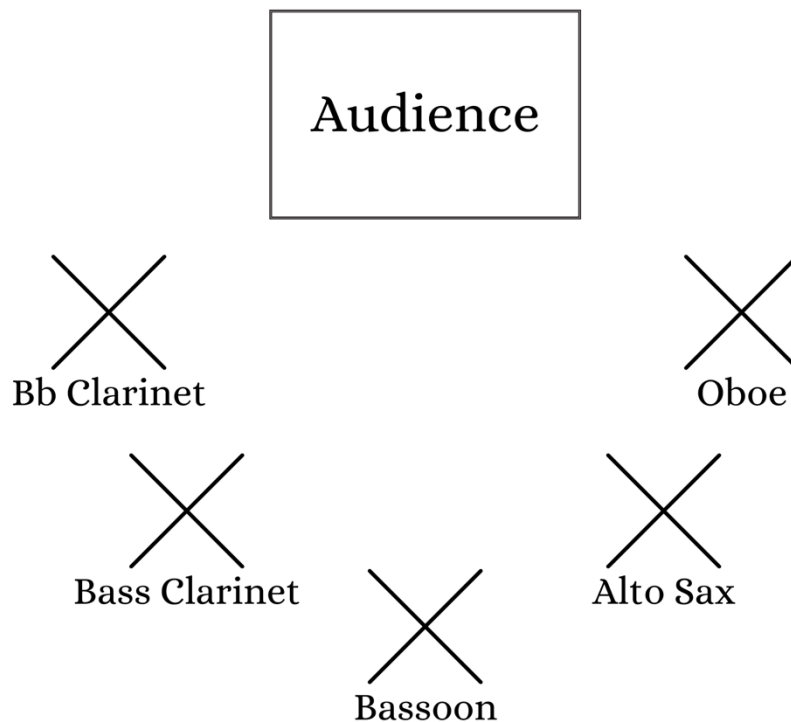 Audience
Bb Clarinet
Oboe
Bass Clarinet
Alto Sax
Bassoon